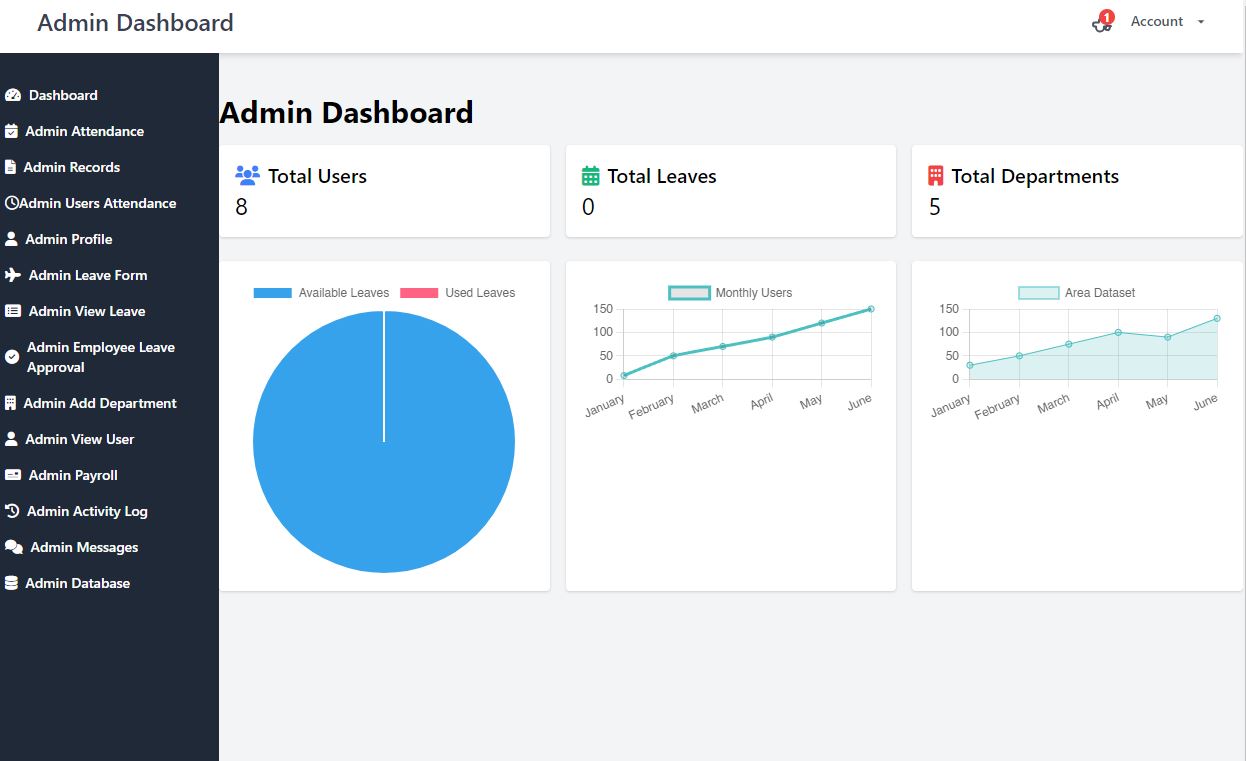 Admin Dashboard
1
Account
Dashboard
Admin Attendance
Admin Records
Admin Users Attendance
Admin Profile
Admin Leave Form
Admin View Leave
Admin Employee Leave
Approval
Admin Add Department
Admin View User
Admin Payroll
Admin Activity Log
Admin Messages
Admin Database
Admin Dashboard
Total Users
8
Total Leaves
0
Total Departments
5
Available Leaves Used Leaves
Monthly Users
150
100
50
0
January February March April May June
Area Dataset
150
100
50
0
January February March April May June